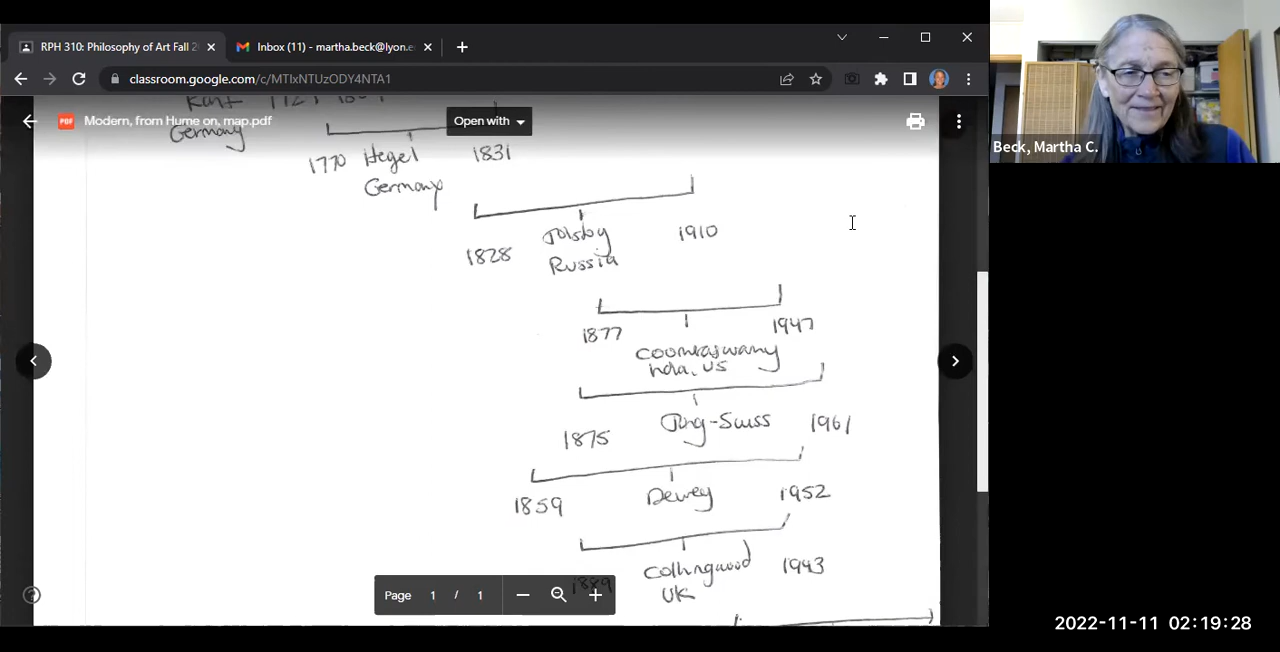 RPH 310: Philosophy of Art Fall 2
Inbox (11) - martha.beck@lyon.e
classroom.google.com/c/MTIxNTUzODY4NTA1
Modern, from Hume on, map.pdf
Open with
Beck, Martha C.
Kant
Germany
1770 Hegel 1831
Germany
1828 Tolstoy 1910
Russia
1877 1947
Coomraswamy
India, US
1875 Jung-Swiss 1961
1859 Dewey 1952
1889 Collingwood 1943
UK
Page 1 / 1
2022-11-11 02:19:28